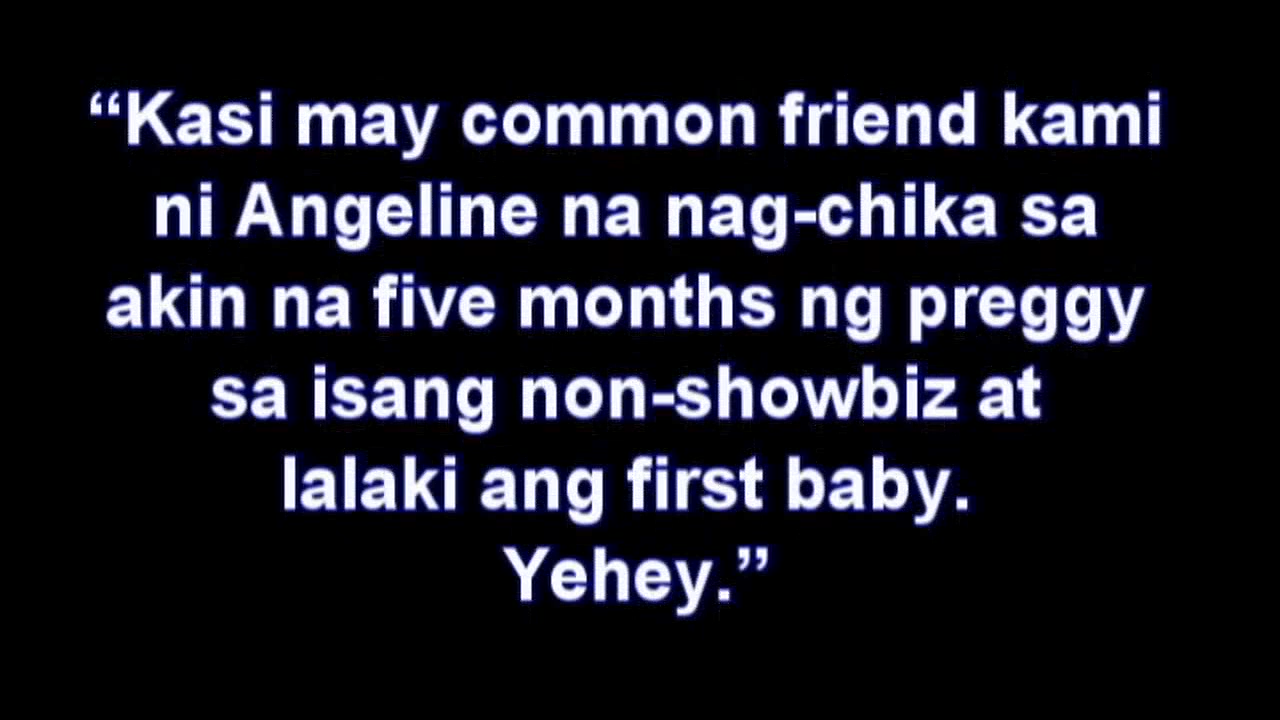 “Kasi may common friend kami
ni Angeline na nag-chika sa
akin na five months ng preggy
sa isang non-showbiz at
lalaki ang first baby.
Yehey.”